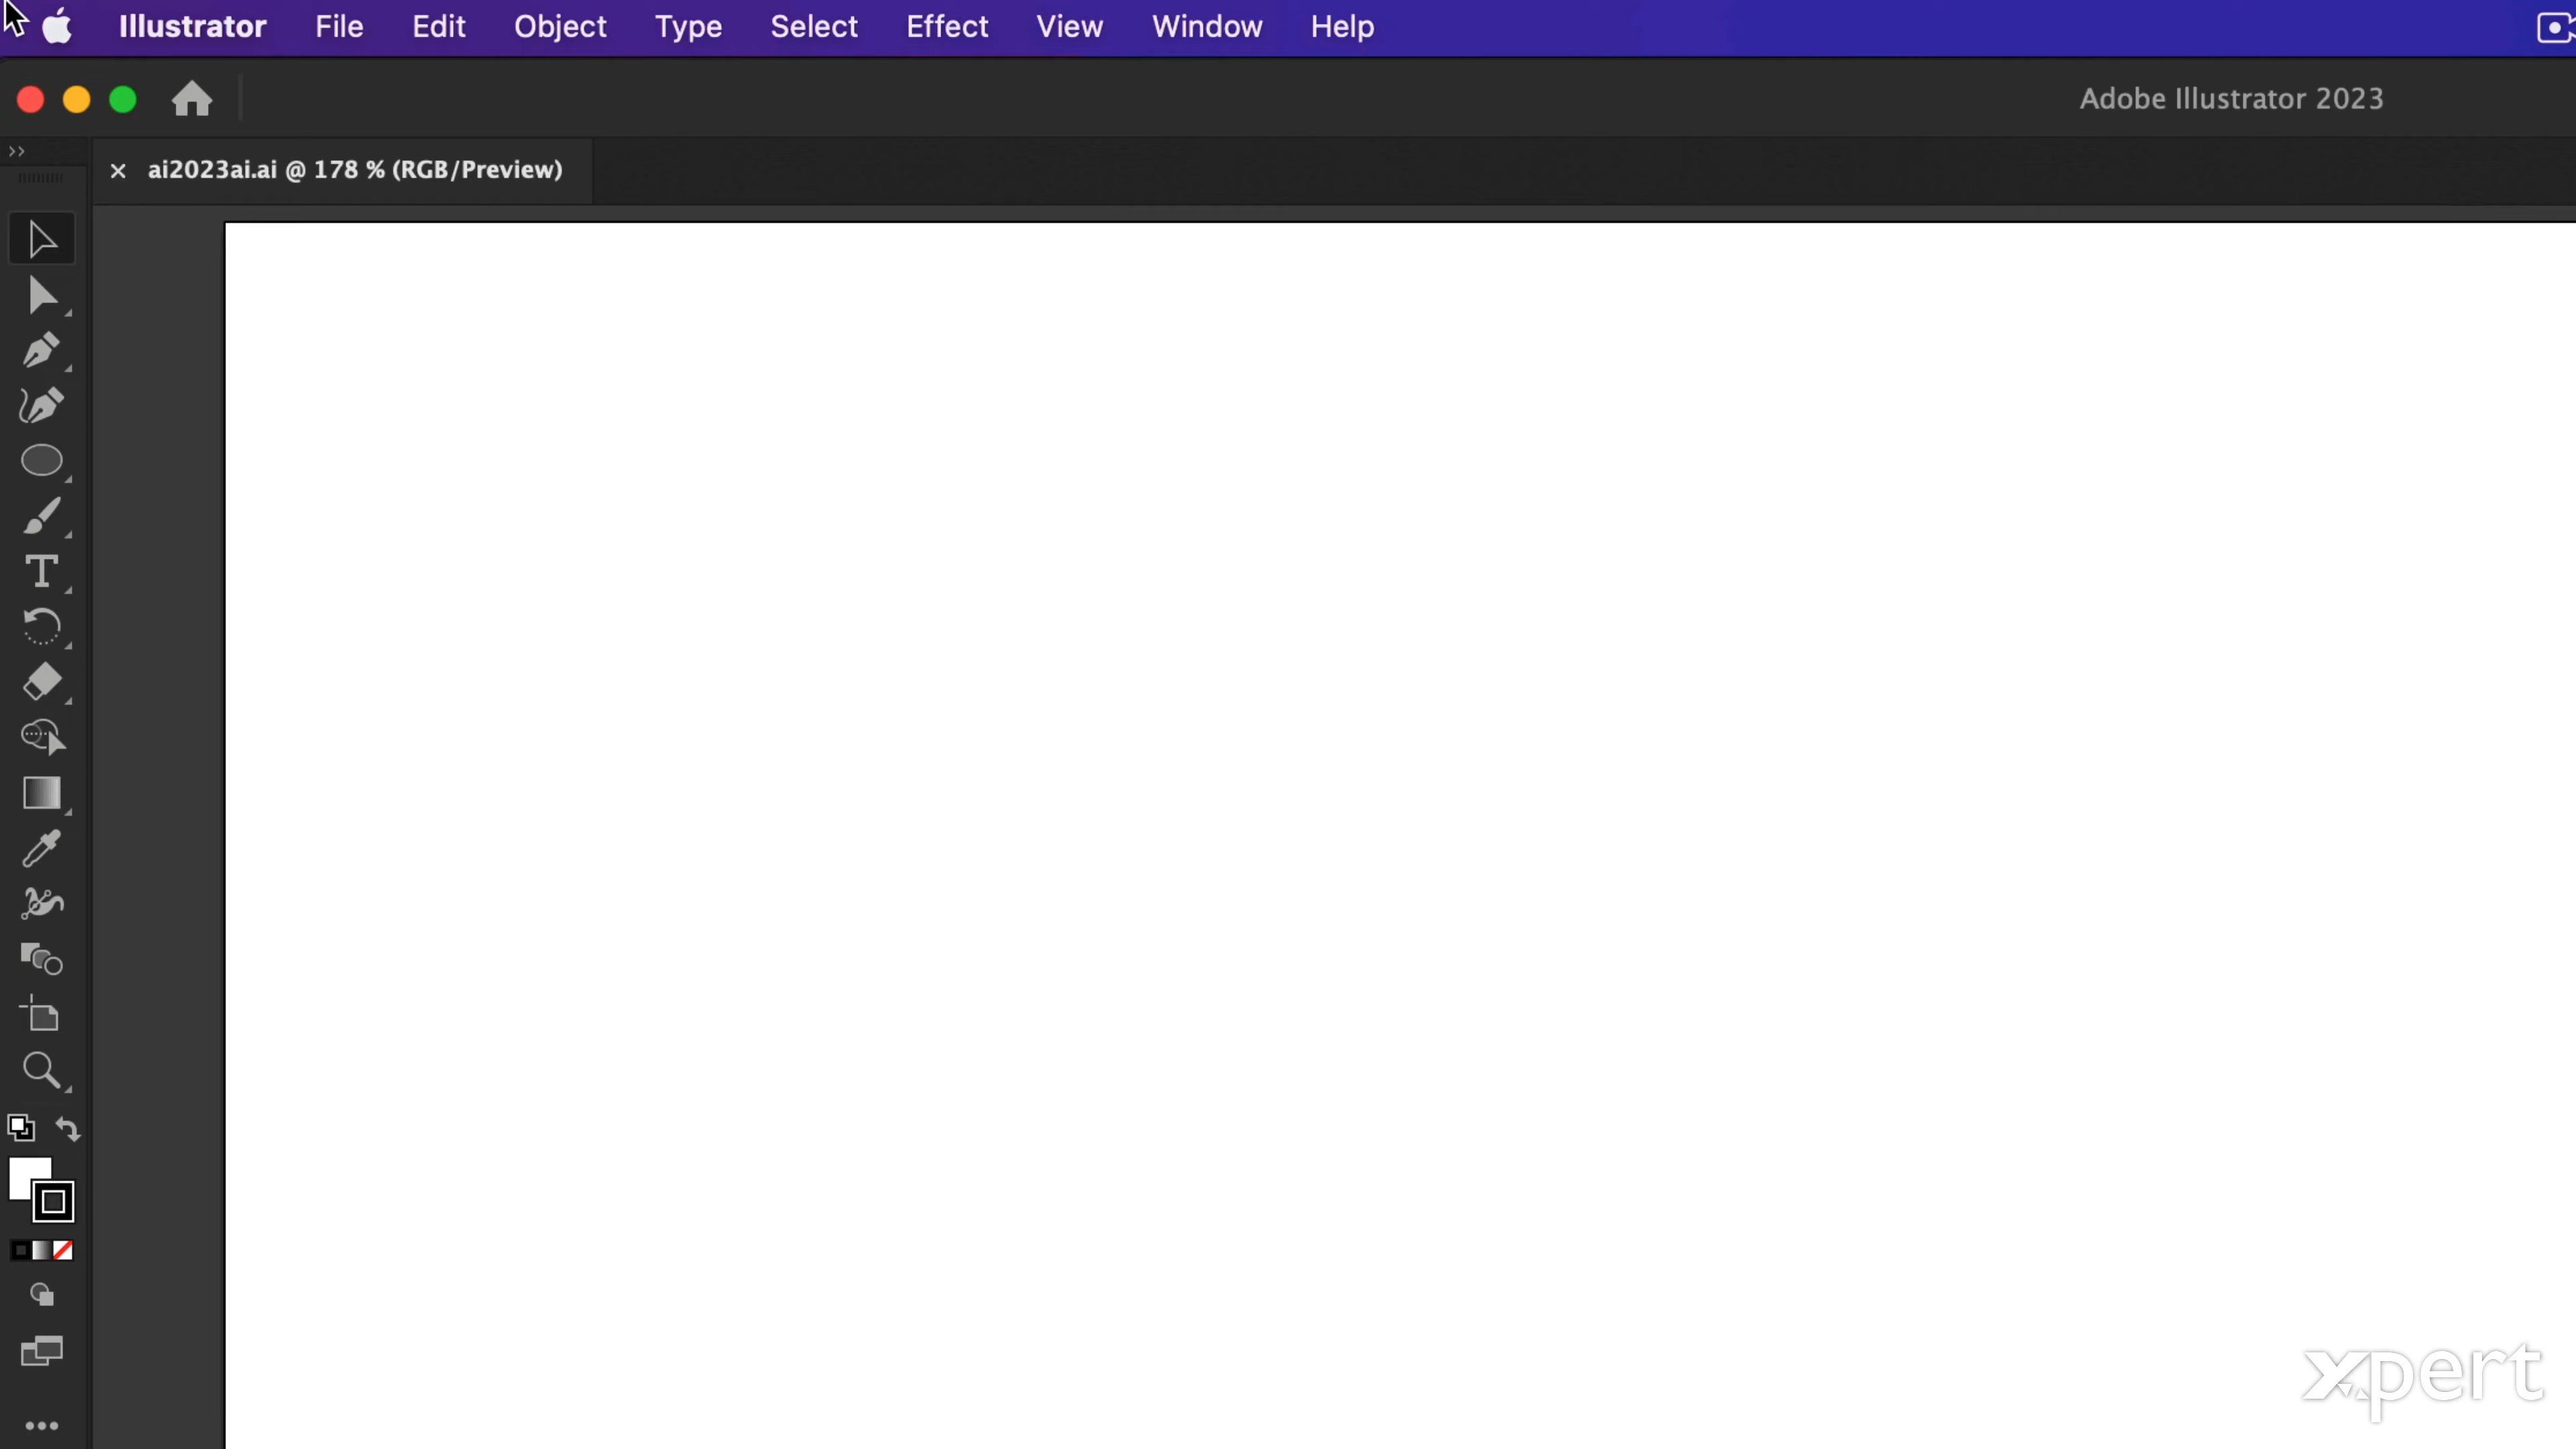 Illustrator File Edit Object Type Select Effect View Window Help
Adobe Illustrator 2023
ai2023ai.ai @ 178 % (RGB/Preview)
xpert